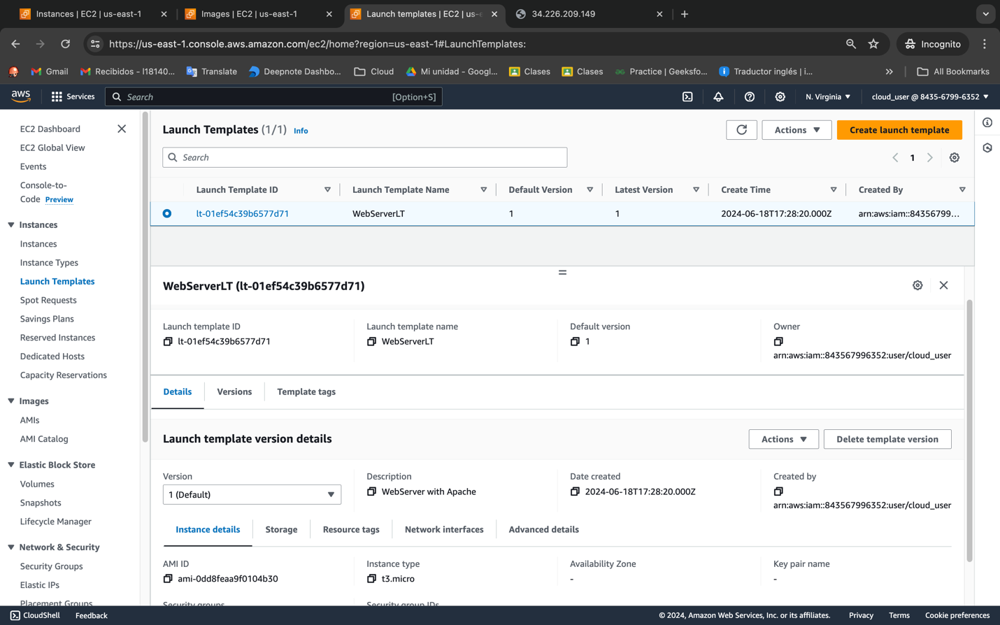 Instances | EC2 | us-east-1
Images | EC2 | us-east-1
Launch templates | EC2 | us-e
34.226.209.149
https://us-east-1.console.aws.amazon.com/ec2/home?region=us-east-1#LaunchTemplates:
Incognito
Gmail
Recibidos - l18140...
Translate
Deepnote Dashbo...
Cloud
Mi unidad - Googl...
Clases
Clases
Practice | Geeksfo...
Traductor inglés | i...
All Bookmarks
aws
Services
Search
[Option+S]
N. Virginia
cloud_user @ 8435-6799-6352
EC2 Dashboard
EC2 Global View
Events
Console-to-
Code Preview
Instances
Instances
Instance Types
Launch Templates
Spot Requests
Savings Plans
Reserved Instances
Dedicated Hosts
Capacity Reservations
Images
AMIs
AMI Catalog
Elastic Block Store
Volumes
Snapshots
Lifecycle Manager
Network & Security
Security Groups
Elastic IPs
Placement Groups
Launch Templates (1/1) Info
Actions
Create launch template
Search
1
Launch Template ID
Launch Template Name
Default Version
Latest Version
Create Time
Created By
lt-01ef54c39b6577d71
WebServerLT
1
1
2024-06-18T17:28:20.000Z
arn:aws:iam::84356799...
WebServerLT (lt-01ef54c39b6577d71)
Launch template ID
lt-01ef54c39b6577d71
Launch template name
WebServerLT
Default version
1
Owner
arn:aws:iam::843567996352:user/cloud_user
Details
Versions
Template tags
Launch template version details
Actions
Delete template version
Version
1 (Default)
Description
WebServer with Apache
Date created
2024-06-18T17:28:20.000Z
Created by
arn:aws:iam::843567996352:user/cloud_user
Instance details
Storage
Resource tags
Network interfaces
Advanced details
AMI ID
ami-0dd8feaa9f0104b30
Instance type
t3.micro
Availability Zone
-
Key pair name
-
Security groups
Security group IDs
CloudShell
Feedback
© 2024, Amazon Web Services, Inc. or its affiliates.
Privacy
Terms
Cookie preferences